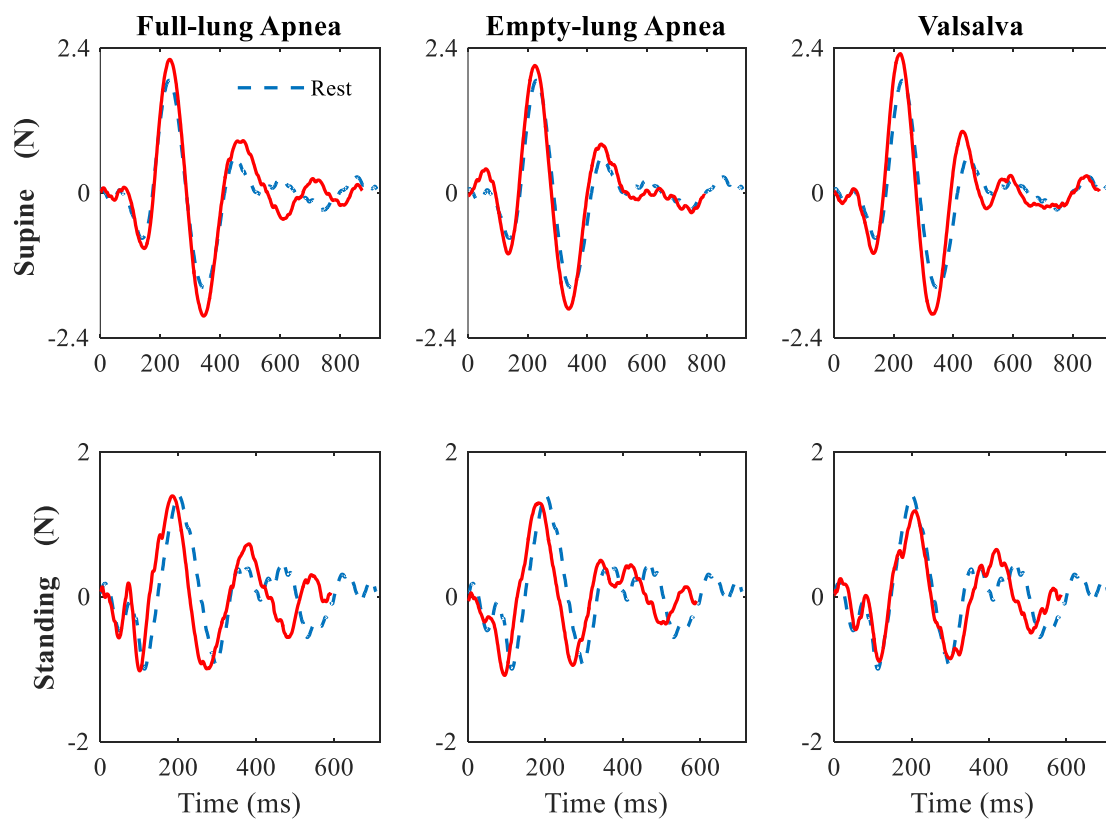 Full-lung Apnea Empty-lung Apnea Valsalva
2.4 2.4 2.4
Rest
Supine (N)
0 0 0
-2.4 -2.4 -2.4
0 200 400 600 800 0 200 400 600 800 0 200 400 600 800
2 2 2
Standing (N)
0 0 0
-2 -2 -2
0 200 400 600 0 200 400 600 0 200 400 600
Time (ms) Time (ms) Time (ms)